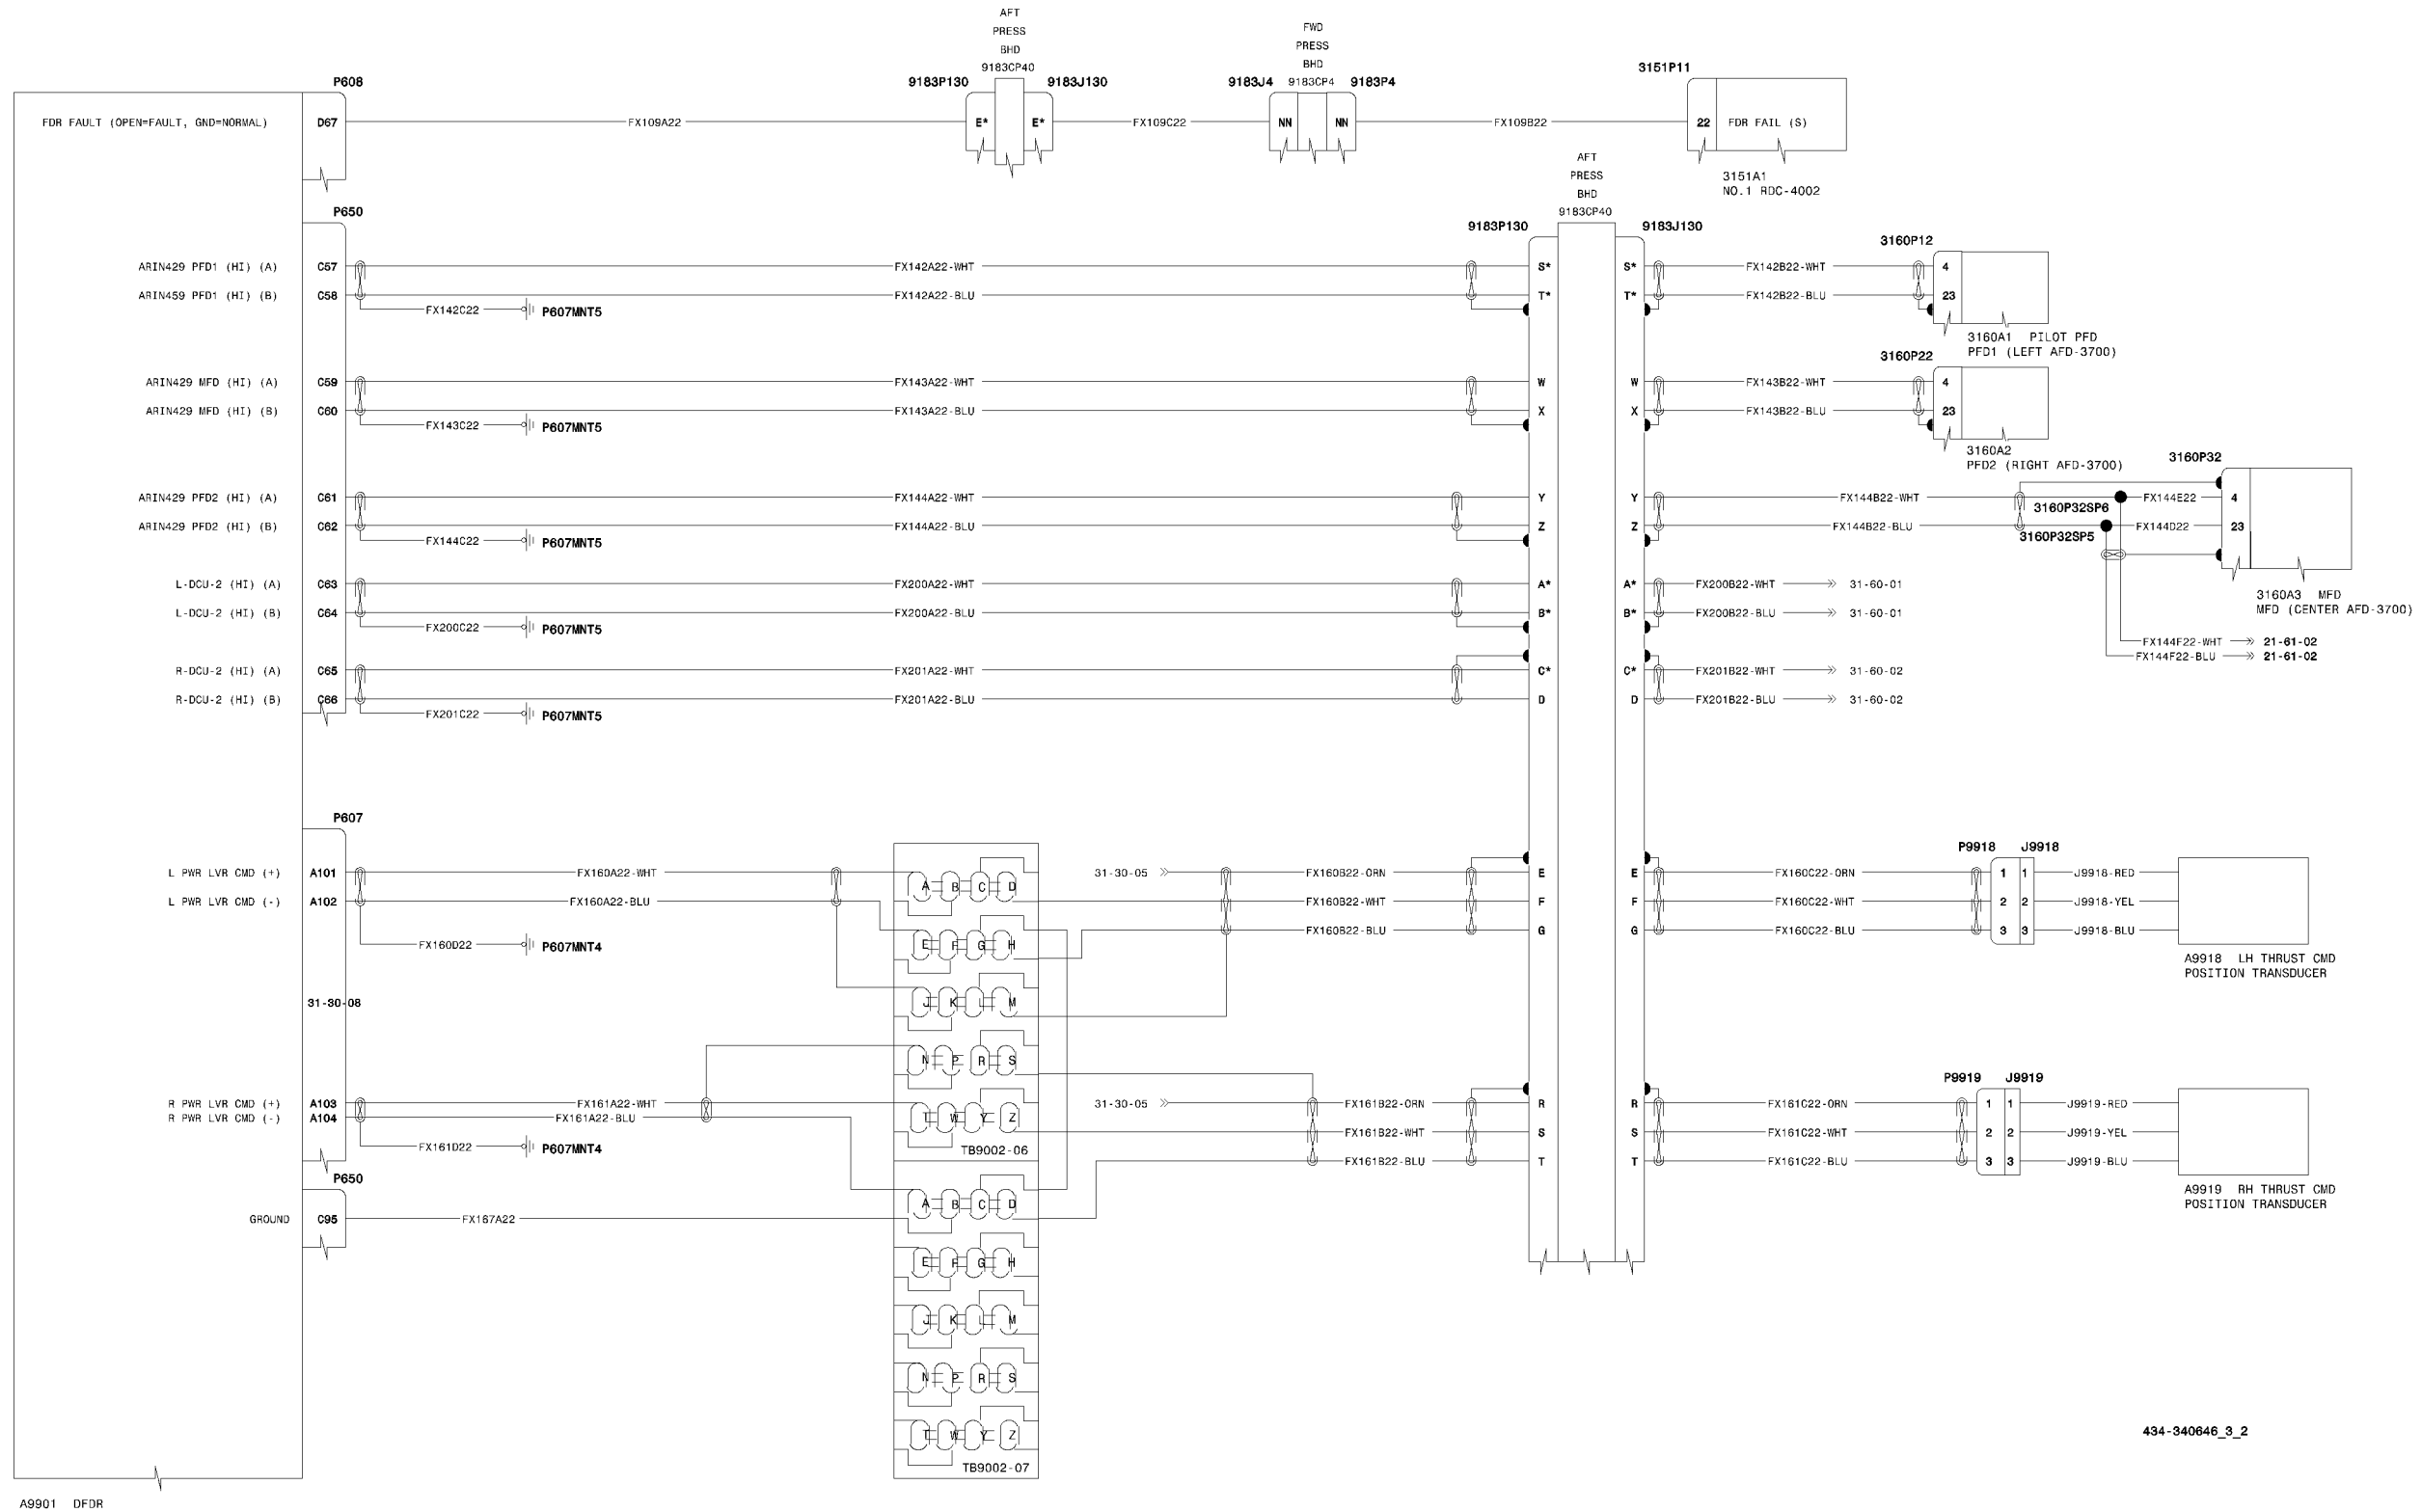 AFT
PRESS
BHD
9183CP40
FWD
PRESS
BHD
9183CP4
P608
9183P130
9183J130
9183J4
9183P4
3151P11
FDR FAULT (OPEN=FAULT, GND=NORMAL)
D67
FX109A22
E*
E*
FX109C22
NN
NN
FX109B22
22
FDR FAIL (S)
3151A1
NO.1 RDC-4002
AFT
PRESS
BHD
9183CP40
P650
9183P130
9183J130
3160P12
ARIN429 PFD1 (HI) (A)
C57
FX142A22-WHT
S*
S*
FX142B22-WHT
4
ARIN459 PFD1 (HI) (B)
C58
FX142A22-BLU
T*
T*
FX142B22-BLU
23
FX142C22
P607MNT5
3160A1 PILOT PFD
PFD1 (LEFT AFD-3700)
3160P22
ARIN429 MFD (HI) (A)
C59
FX143A22-WHT
W
W
FX143B22-WHT
4
ARIN429 MFD (HI) (B)
C60
FX143A22-BLU
X
X
FX143B22-BLU
23
FX143C22
P607MNT5
3160A2
PFD2 (RIGHT AFD-3700)
3160P32
ARIN429 PFD2 (HI) (A)
C61
FX144A22-WHT
Y
Y
FX144B22-WHT
FX144E22
4
3160P32SP6
ARIN429 PFD2 (HI) (B)
C62
FX144A22-BLU
Z
Z
FX144B22-BLU
FX144D22
23
3160P32SP5
FX144C22
P607MNT5
L-DCU-2 (HI) (A)
C63
FX200A22-WHT
A*
A*
FX200B22-WHT
31-60-01
3160A3 MFD
MFD (CENTER AFD-3700)
L-DCU-2 (HI) (B)
C64
FX200A22-BLU
B*
B*
FX200B22-BLU
31-60-01
FX200C22
P607MNT5
FX144F22-WHT
21-61-02
FX144F22-BLU
21-61-02
R-DCU-2 (HI) (A)
C65
FX201A22-WHT
C*
C*
FX201B22-WHT
31-60-02
R-DCU-2 (HI) (B)
C66
FX201A22-BLU
D
D
FX201B22-BLU
31-60-02
FX201C22
P607MNT5
P607
P9918
J9918
L PWR LVR CMD (+)
A101
FX160A22-WHT
A B C D
31-30-05
FX160B22-ORN
E
E
FX160C22-ORN
1
1
J9918-RED
L PWR LVR CMD (-)
A102
FX160A22-BLU
FX160B22-WHT
F
F
FX160C22-WHT
2
2
J9918-YEL
E F G H
FX160B22-BLU
G
G
FX160C22-BLU
3
3
J9918-BLU
FX160D22
P607MNT4
A9918 LH THRUST CMD
POSITION TRANSDUCER
31-30-08
J K L M
N P R S
P9919
J9919
R PWR LVR CMD (+)
A103
FX161A22-WHT
31-30-05
FX161B22-ORN
R
R
FX161C22-ORN
1
1
J9919-RED
R PWR LVR CMD (-)
A104
FX161A22-BLU
T W Y Z
FX161B22-WHT
S
S
FX161C22-WHT
2
2
J9919-YEL
FX161D22
P607MNT4
TB9002-06
FX161B22-BLU
T
T
FX161C22-BLU
3
3
J9919-BLU
A9919 RH THRUST CMD
POSITION TRANSDUCER
P650
A B C D
GROUND
C95
FX167A22
E F G H
J K L M
N P R S
T W Y Z
TB9002-07
434-340646_3_2
A9901 DFDR